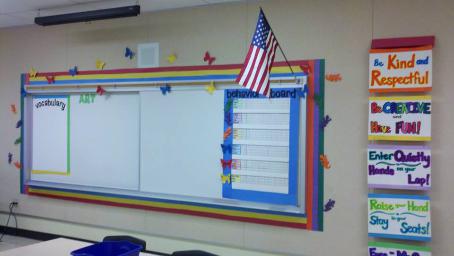 vocabulary
ART
behavior board
Be Kind and
Respectful
Be CREATIVE
and
Have FUN!
Enter Quietly
Hands on your
Lap!
Raise your Hand
Stay in your
Seats!